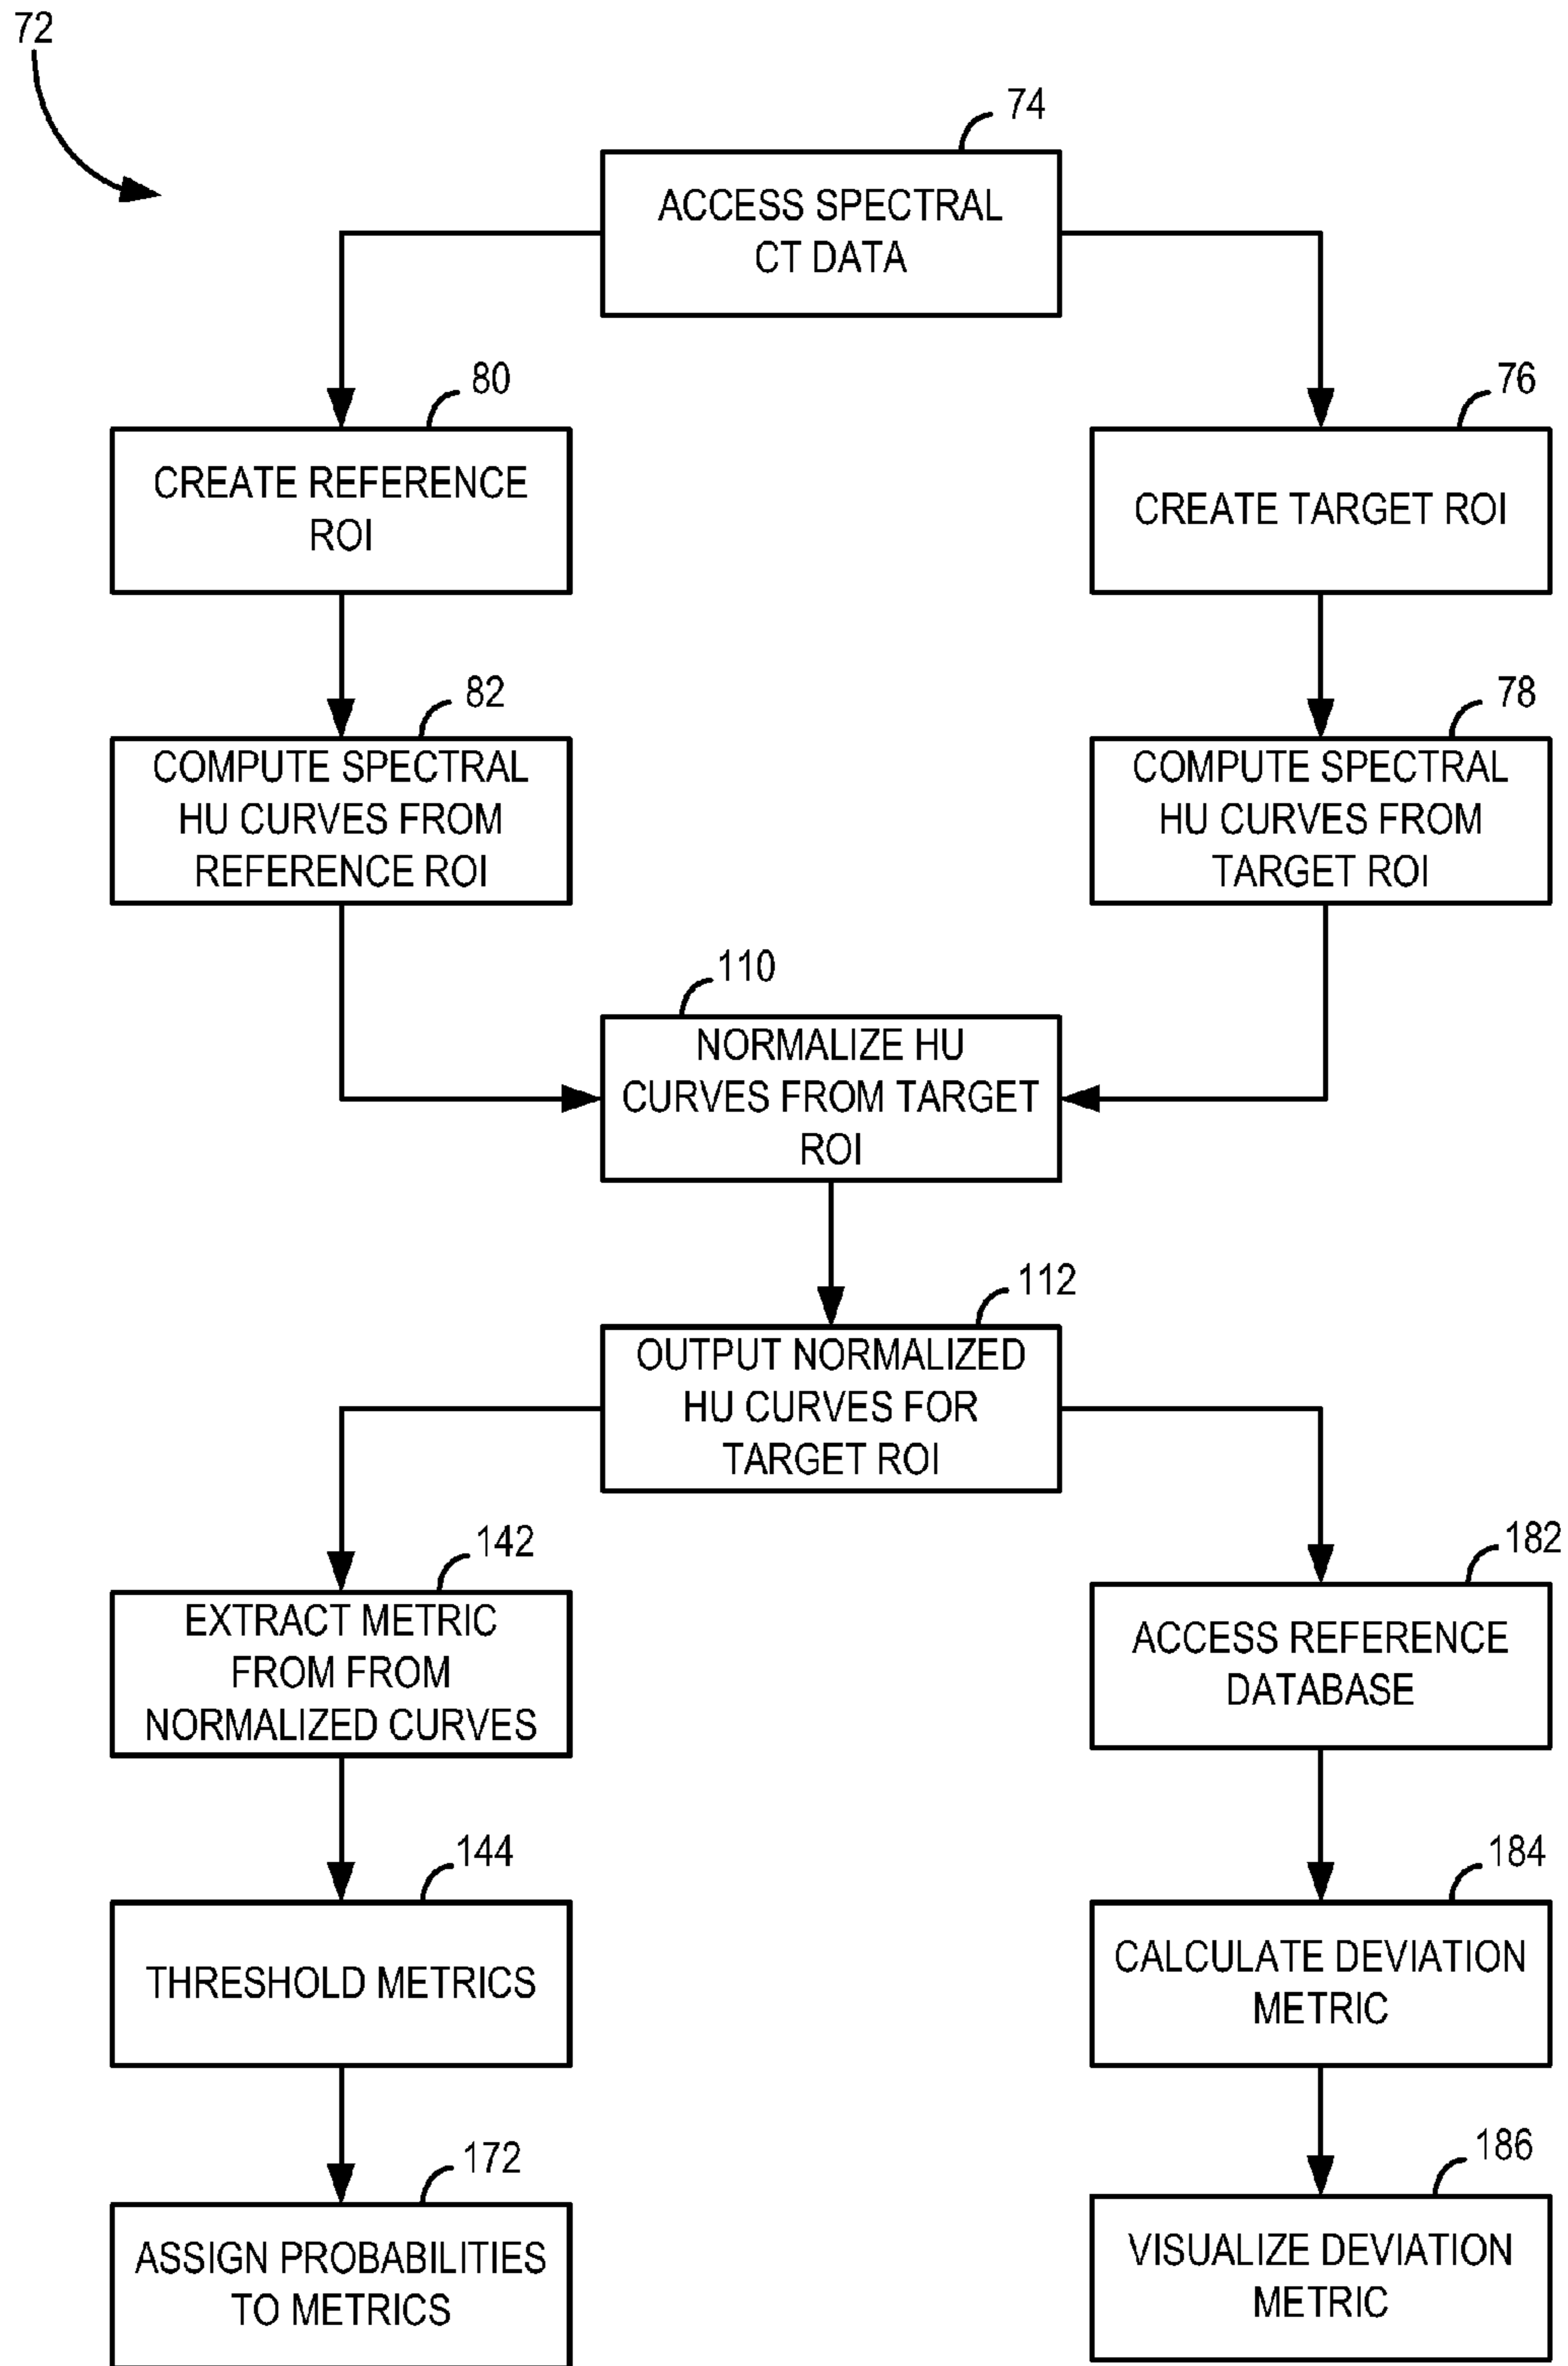 72
74
ACCESS SPECTRAL
CT DATA
80
CREATE REFERENCE
ROI
76
CREATE TARGET ROI
82
COMPUTE SPECTRAL
HU CURVES FROM
REFERENCE ROI
78
COMPUTE SPECTRAL
HU CURVES FROM
TARGET ROI
110
NORMALIZE HU
CURVES FROM TARGET
ROI
112
OUTPUT NORMALIZED
HU CURVES FOR
TARGET ROI
142
EXTRACT METRIC
FROM FROM
NORMALIZED CURVES
182
ACCESS REFERENCE
DATABASE
144
THRESHOLD METRICS
184
CALCULATE DEVIATION
METRIC
172
ASSIGN PROBABILITIES
TO METRICS
186
VISUALIZE DEVIATION
METRIC